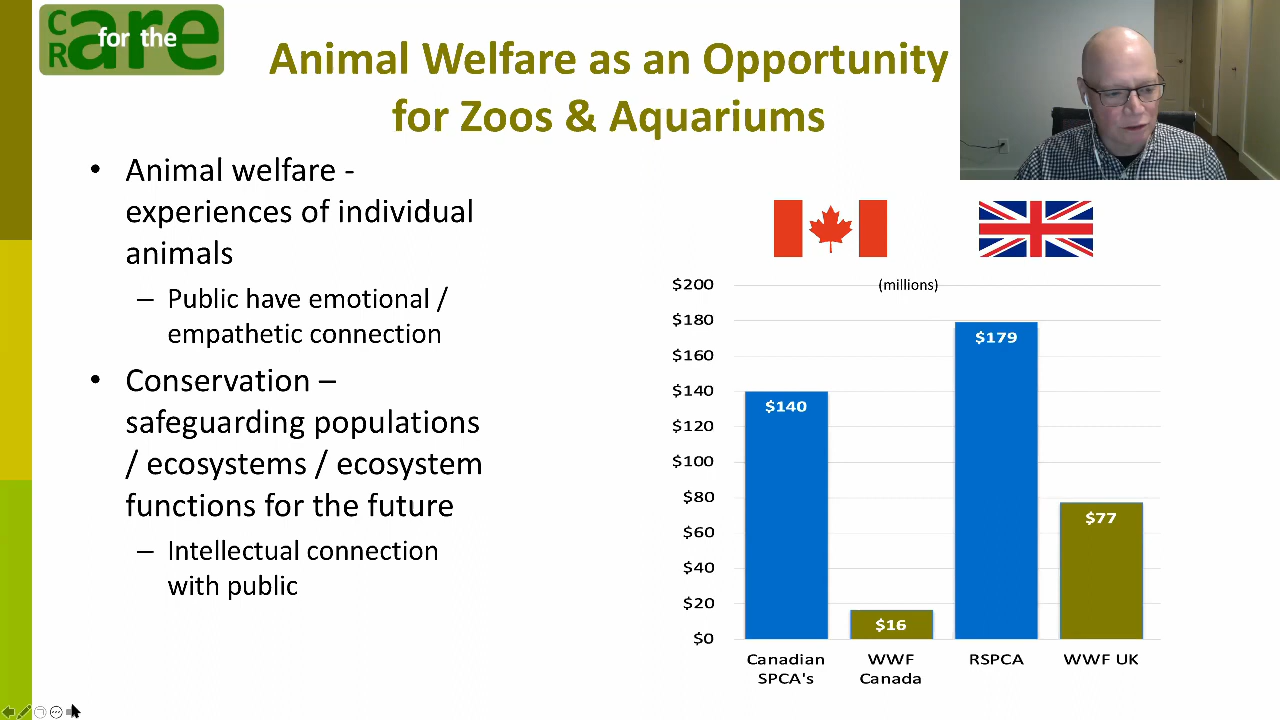 CR are for the
Animal Welfare as an Opportunity
for Zoos & Aquariums
• Animal welfare -
experiences of individual
animals
– Public have emotional /
empathetic connection
• Conservation –
safeguarding populations
/ ecosystems / ecosystem
functions for the future
– Intellectual connection
with public
(millions)
$200
$180
$160
$140
$120
$100
$80
$60
$40
$20
$0
$140
$16
$179
$77
Canadian
SPCA's
WWF
Canada
RSPCA
WWF UK